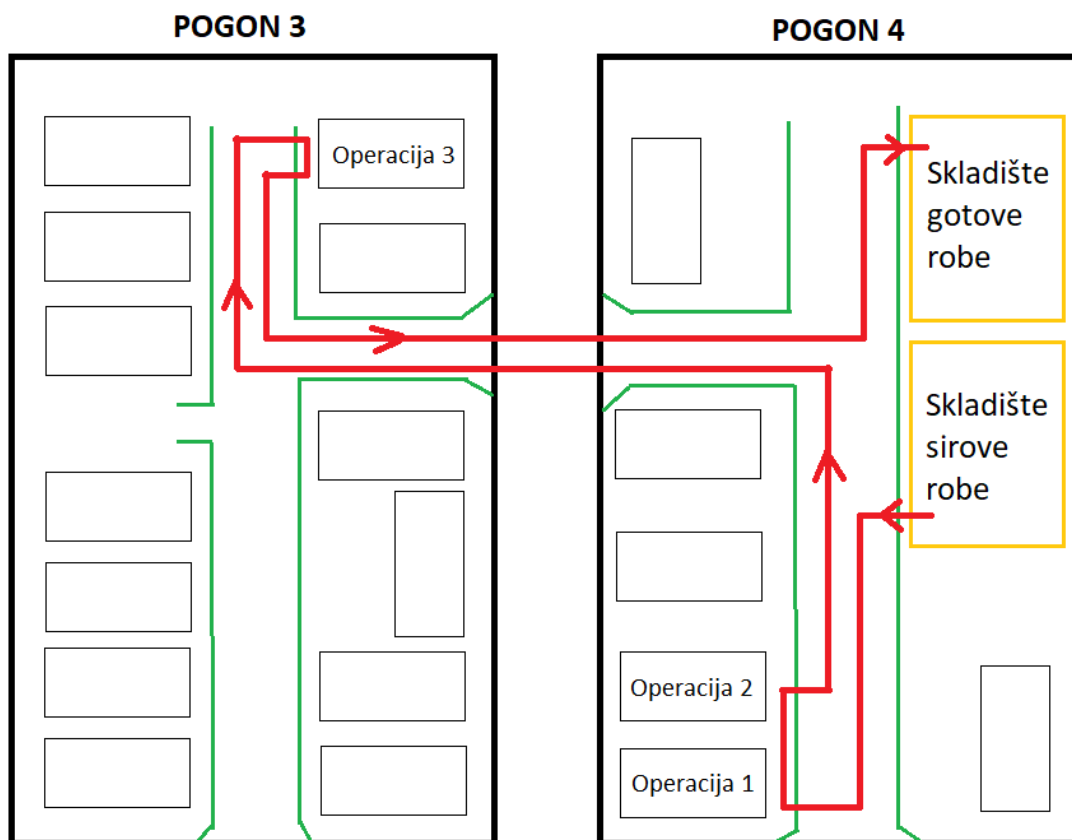 POGON 3
POGON 4
Operacija 3
Skladište
gotove
robe
Skladište
sirove
robe
Operacija 2
Operacija 1